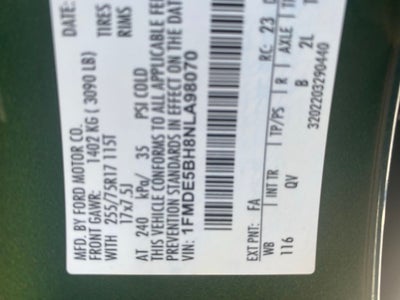 DATE:
MFD. BY FORD MOTOR CO.
FRONT GAWR: 1402 KG ( 3090 LB)
WITH 255/75R17 115T TIRES
17x7.5J RIMS
AT 240 kPa/ 35 PSI COLD
THIS VEHICLE CONFORMS TO ALL APPLICABLE FE
PREVENTION STANDARDS IN EFFECT ON THE DATE
VIN: 1FMDE5BH8NLA98070
EXT PNT: FA RC: 23
WB INT TR TP/PS R AXLE
116 QV B 2L
3202203290440